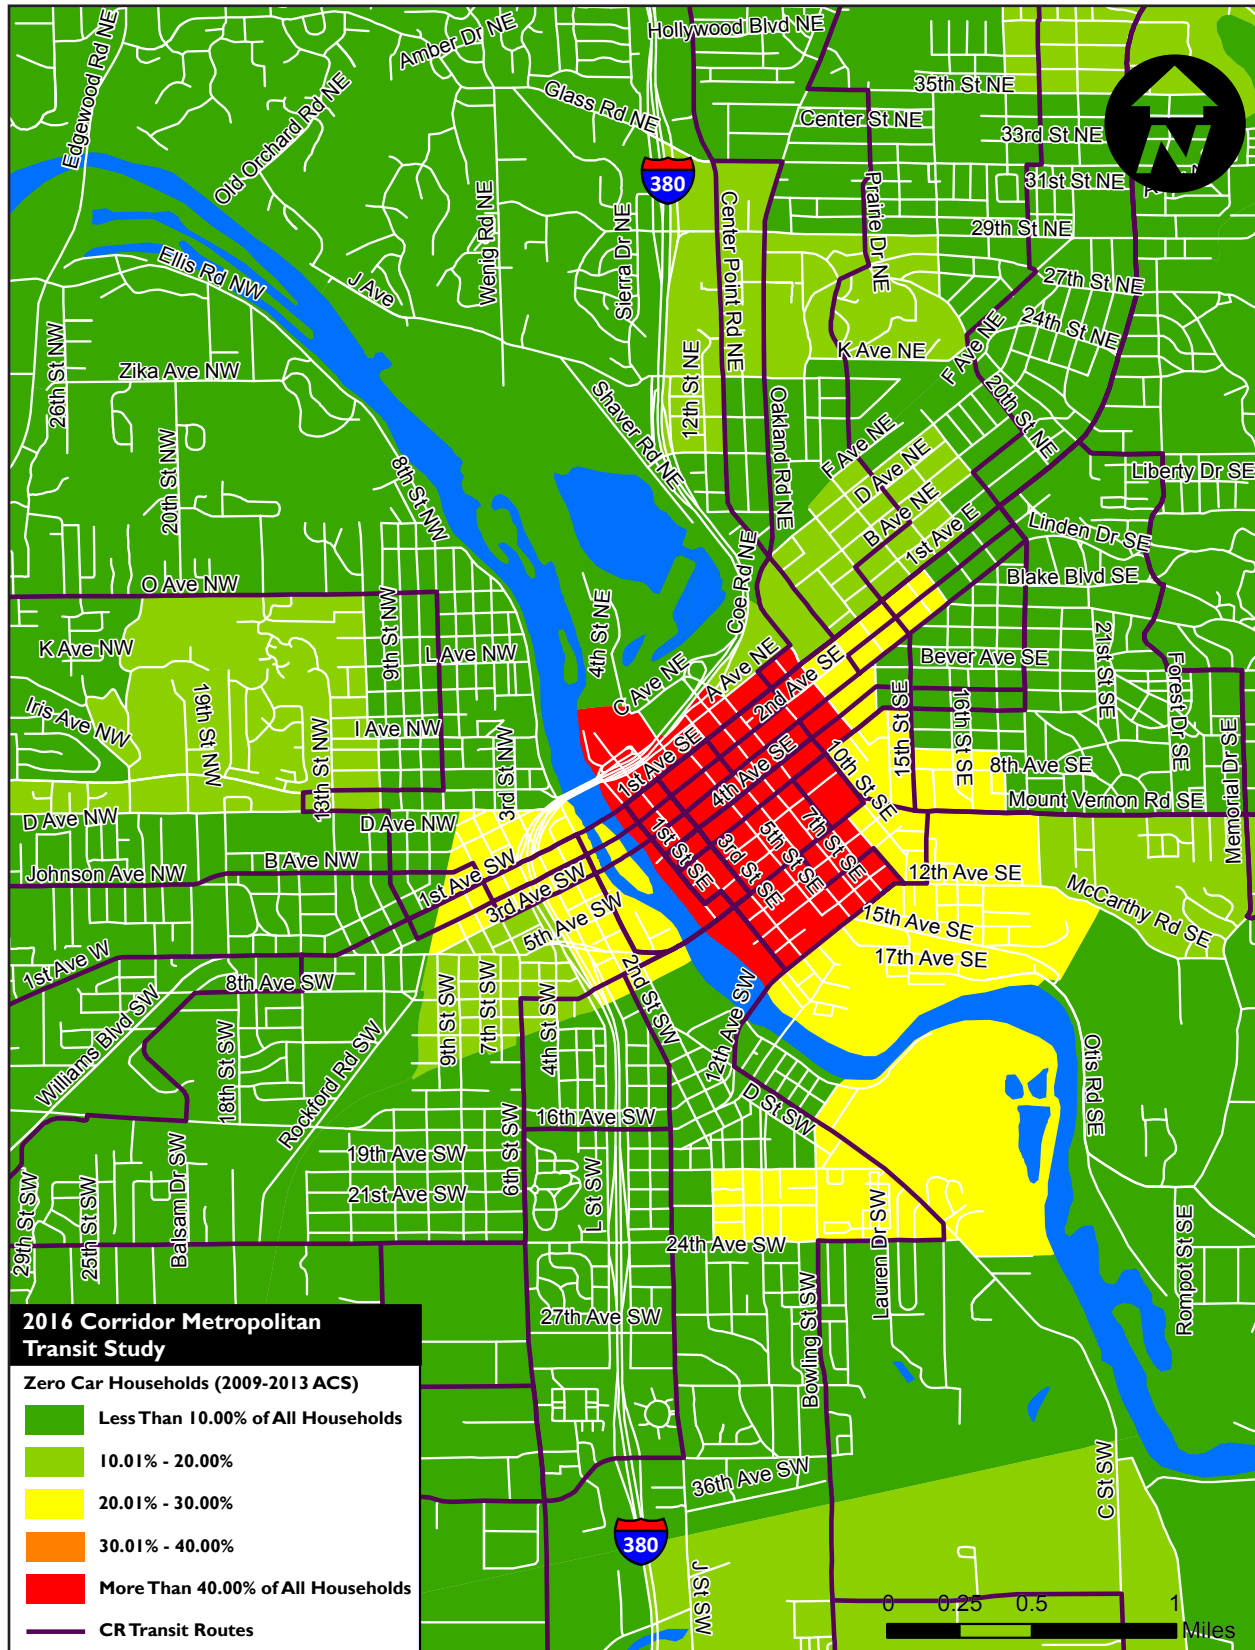 Hollywood Blvd NE
Amber Dr NE
Edgewood Rd NE
Old Orchard Rd NE
Glass Rd NE
35th St NE
Center St NE
33rd St NE
N
380
31st St NE
Prairie Dr NE
Center Point Rd NE
Wenig Rd NE
Sierra Dr NE
29th St NE
Ellis Rd NW
J Ave
27th St NE
24th St NE
26th St NW
Zika Ave NW
12th St NE
K Ave NE
F Ave NE
20th St NE
Shaver Rd NE
Oakland Rd NE
F Ave NE
D Ave NE
B Ave NE
1st Ave E
Liberty Dr SE
Linden Dr SE
20th St NW
8th St NW
Coe Rd NE
Blake Blvd SE
O Ave NW
9th St NW
4th St NE
K Ave NW
L Ave NW
C Ave NE
A Ave NE
2nd Ave SE
Bever Ave SE
21st St SE
Forest Dr SE
Iris Ave NW
19th St NW
13th St NW
I Ave NW
3rd St NW
1st Ave SE
4th Ave SE
10th St SE
15th St SE
16th St SE
8th Ave SE
Memorial Dr SE
Mount Vernon Rd SE
D Ave NW
D Ave NW
B Ave NW
Johnson Ave NW
1st Ave SW
3rd Ave SW
5th Ave SW
1st St SE
3rd St SE
5th St SE
7th St SE
12th Ave SE
McCarthy Rd SE
15th Ave SE
17th Ave SE
1st Ave W
8th Ave SW
Williams Blvd SW
18th St SW
Rockford Rd SW
9th St SW
7th St SW
4th St SW
2nd St SW
12th Ave SW
D St SW
Otis Rd SE
16th Ave SW
19th Ave SW
21st Ave SW
6th St SW
L St SW
29th St SW
25th St SW
Balsam Dr SW
24th Ave SW
Lauren Dr SW
Rompot St SE
27th Ave SW
Bowling St SW
36th Ave SW
C St SW
380
J St SW
2016 Corridor Metropolitan
Transit Study
Zero Car Households (2009-2013 ACS)
Less Than 10.00% of All Households
10.01% - 20.00%
20.01% - 30.00%
30.01% - 40.00%
More Than 40.00% of All Households
CR Transit Routes
0 0.25 0.5 1
Miles